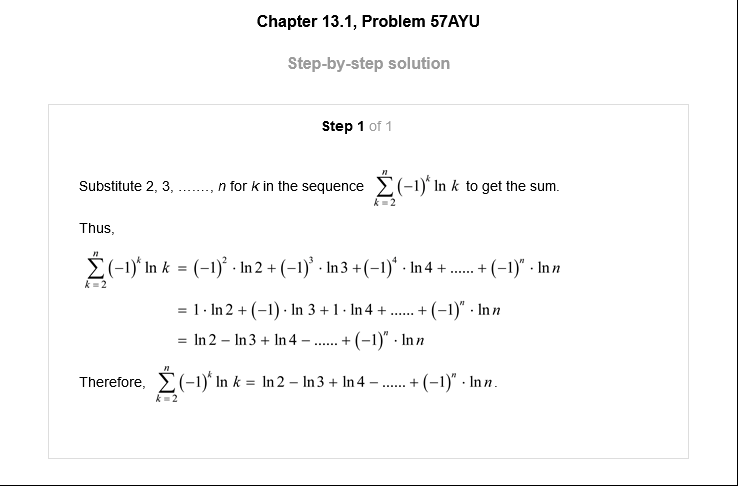 Chapter 13.1, Problem 57AYU
Step-by-step solution
Step 1 of 1
Substitute 2, 3, ……., n for k in the sequence $\sum_{k=2}^{n}(-1)^k \ln k$ to get the sum.
Thus,
$\sum_{k=2}^{n}(-1)^k \ln k = (-1)^2 \cdot \ln 2 + (-1)^3 \cdot \ln 3 + (-1)^4 \cdot \ln 4 + ...... + (-1)^n \cdot \ln n$
$= 1 \cdot \ln 2 + (-1) \cdot \ln 3 + 1 \cdot \ln 4 + ...... + (-1)^n \cdot \ln n$
$= \ln 2 - \ln 3 + \ln 4 - ...... + (-1)^n \cdot \ln n$
Therefore, $\sum_{k=2}^{n}(-1)^k \ln k = \ln 2 - \ln 3 + \ln 4 - ...... + (-1)^n \cdot \ln n.$